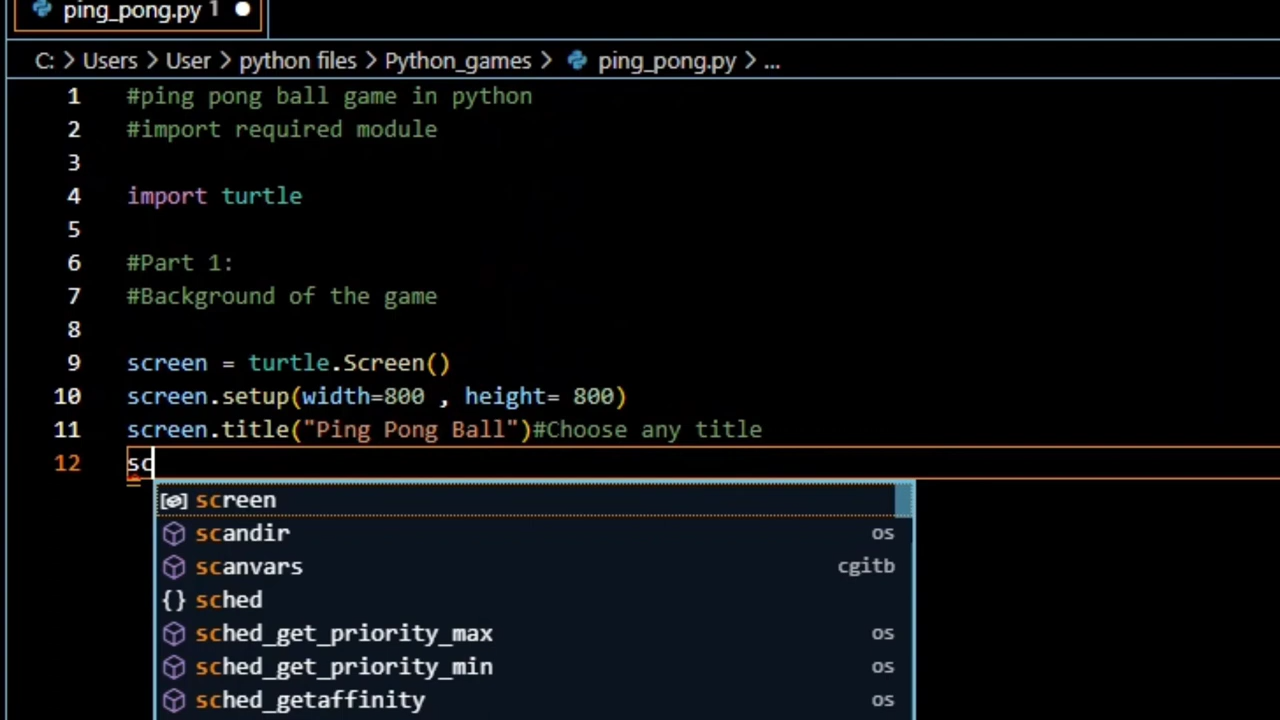 ping_pong.py 1
C: > Users > User > python files > Python_games > ping_pong.py > ...
1 #ping pong ball game in python
2 #import required module
3
4 import turtle
5
6 #Part 1:
7 #Background of the game
8
9 screen = turtle.Screen()
10 screen.setup(width=800 , height= 800)
11 screen.title("Ping Pong Ball")#Choose any title
12 sc
screen
scandir os
scanvars cgitb
{} sched
sched_get_priority_max os
sched_get_priority_min os
sched_getaffinity os